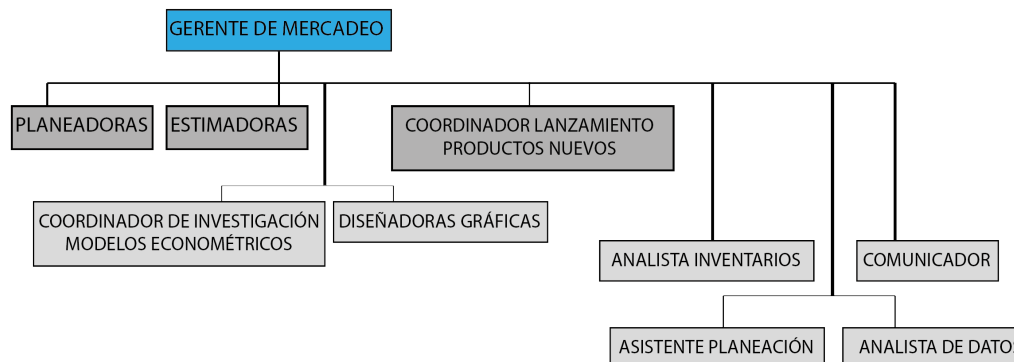 GERENTE DE MERCADEO
PLANEADORAS
ESTIMADORAS
COORDINADOR LANZAMIENTO
PRODUCTOS NUEVOS
COORDINADOR DE INVESTIGACIÓN
MODELOS ECONOMÉTRICOS
DISEÑADORAS GRÁFICAS
ANALISTA INVENTARIOS
COMUNICADOR
ASISTENTE PLANEACIÓN
ANALISTA DE DATOS